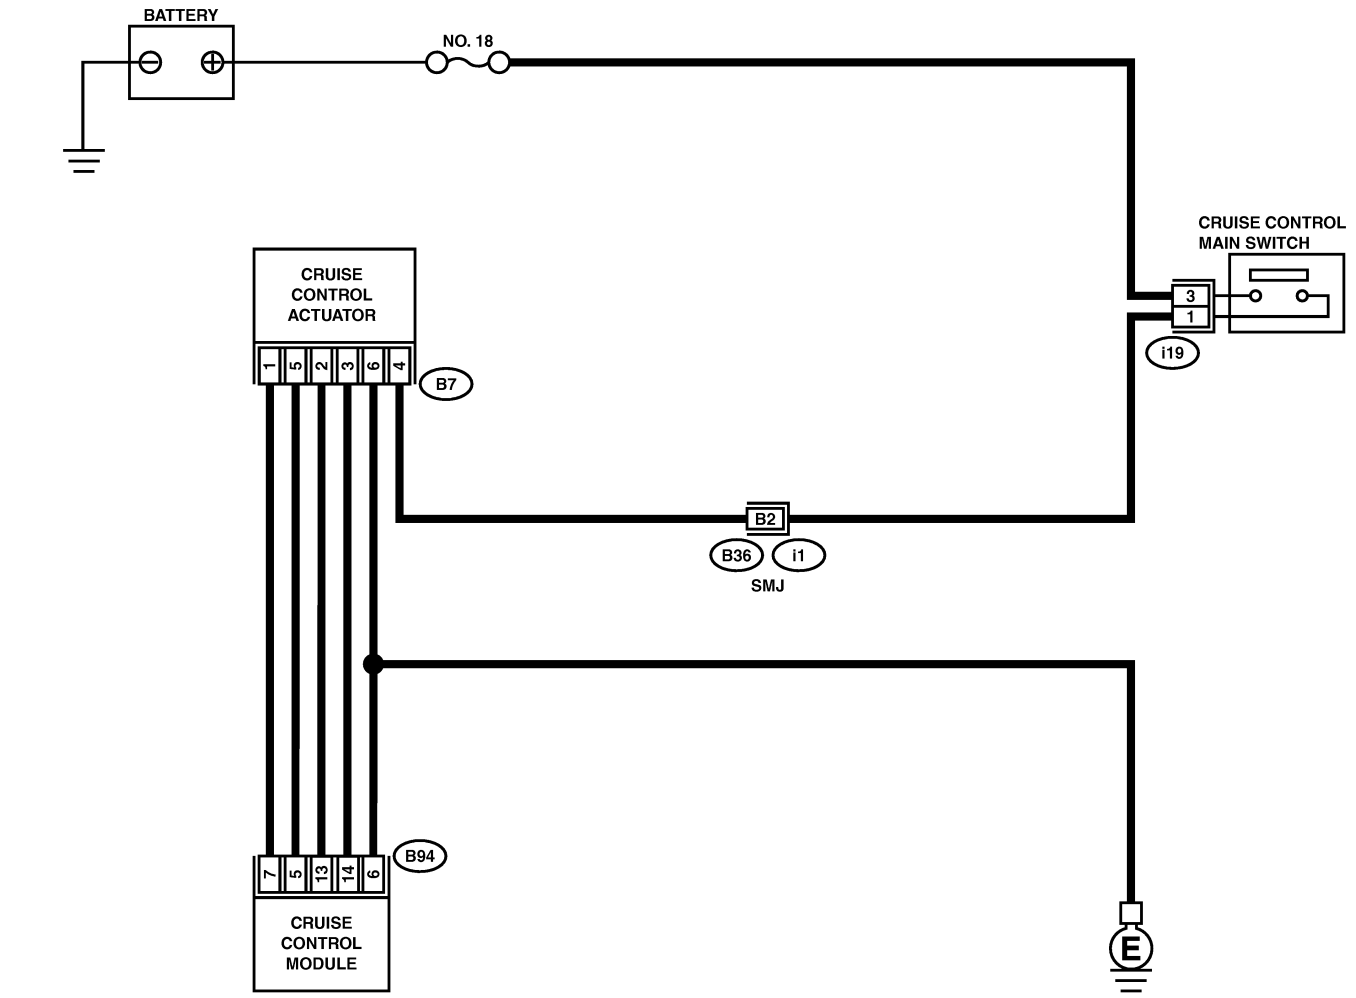 BATTERY
NO. 18
CRUISE CONTROL
MAIN SWITCH
3
1
i19
CRUISE
CONTROL
ACTUATOR
1 5 2 3 6 4
B7
B2
B36 i1
SMJ
B94
7 5 13 14 6
CRUISE
CONTROL
MODULE
E